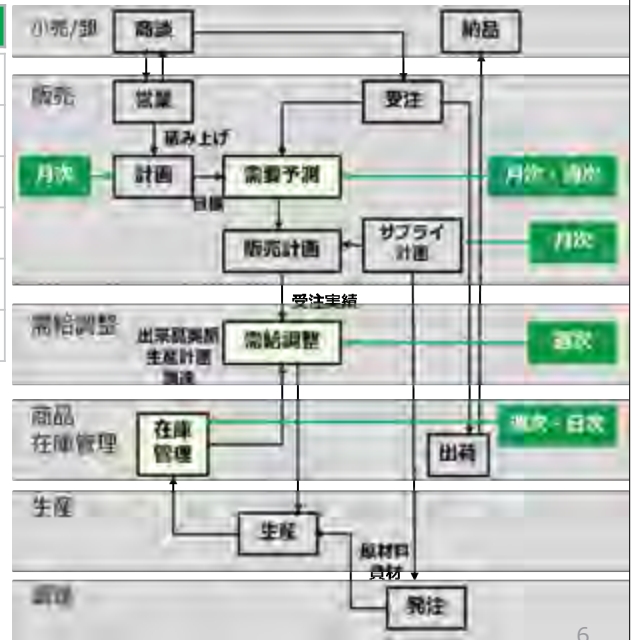 小売/卸
商談
納品
販売
営業
受注
積み上げ
月次
計画
需要予測
月次・週次
目標
販売計画
サプライ
計画
月次
受注実績
需給調整
出荷実績
生産計画
調達
需給調整
週次
商品
在庫管理
在庫
管理
週次・日次
出荷
生産
生産
原材料
資材
調達
発注
6